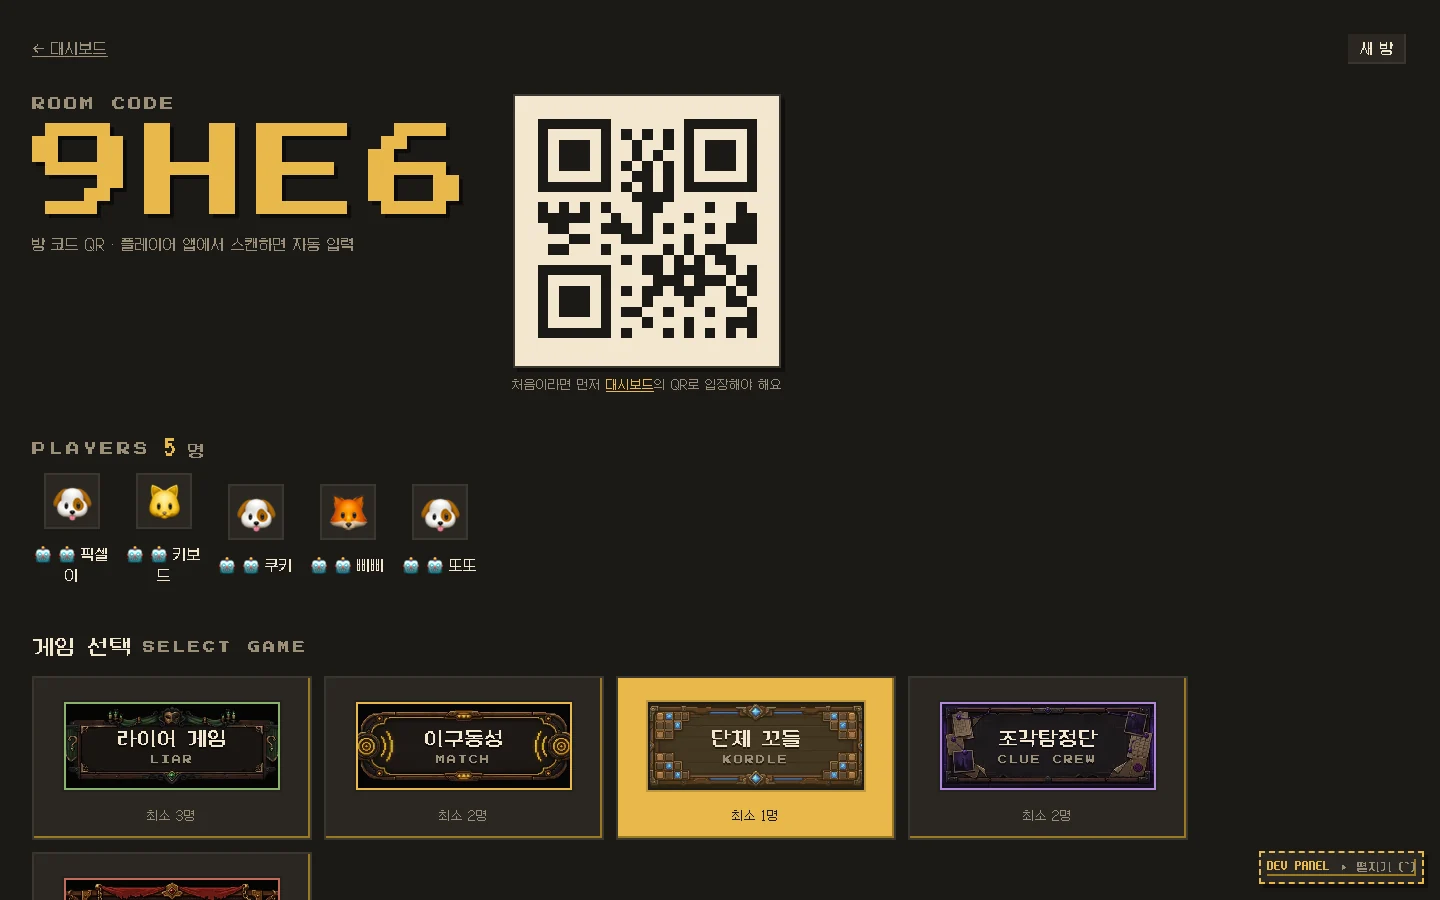 ← 대시보드
새 방
ROOM CODE
9HE6
방 코드 QR · 플레이어 앱에서 스캔하면 자동 입력
처음이라면 먼저 대시보드의 QR로 입장해야 해요
PLAYERS 5 명
픽셀이
키보드
쿠키
삐삐
또또
게임 선택 SELECT GAME
라이어 게임
LIAR
최소 3명
이구동성
MATCH
최소 2명
단체 꼬들
KORDLE
최소 1명
조각탐정단
CLUE CREW
최소 2명
DEV PANEL ▸ 펼치기 (`)